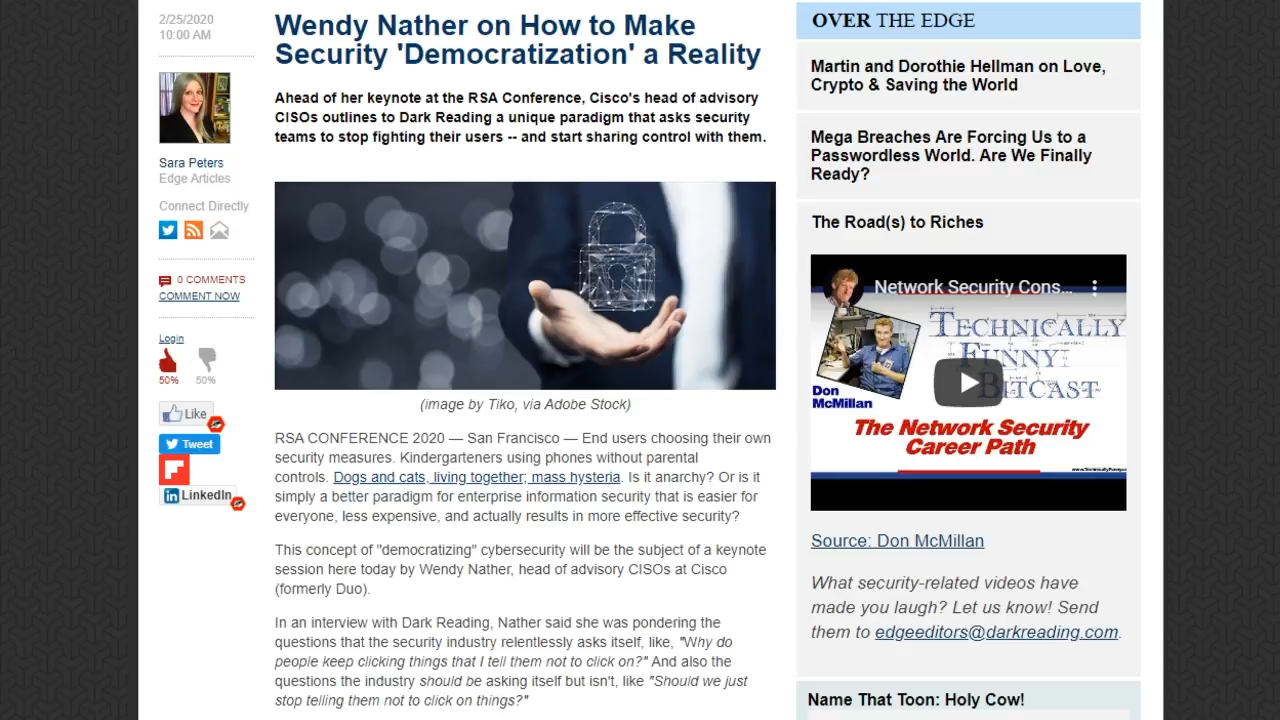 2/25/2020
10:00 AM
Sara Peters
Edge Articles
Connect Directly
0 COMMENTS
COMMENT NOW
Login
50%
50%
Like
Tweet
LinkedIn
Wendy Nather on How to Make
Security 'Democratization' a Reality
Ahead of her keynote at the RSA Conference, Cisco's head of advisory
CISOs outlines to Dark Reading a unique paradigm that asks security
teams to stop fighting their users -- and start sharing control with them.
(image by Tiko, via Adobe Stock)
RSA CONFERENCE 2020 — San Francisco — End users choosing their own
security measures. Kindergarteners using phones without parental
controls. Dogs and cats, living together; mass hysteria. Is it anarchy? Or is it
simply a better paradigm for enterprise information security that is easier for
everyone, less expensive, and actually results in more effective security?
This concept of "democratizing" cybersecurity will be the subject of a keynote
session here today by Wendy Nather, head of advisory CISOs at Cisco
(formerly Duo).
In an interview with Dark Reading, Nather said she was pondering the
questions that the security industry relentlessly asks itself, like, "Why do
people keep clicking things that I tell them not to click on?" And also the
questions the industry should be asking itself but isn't, like "Should we just
stop telling them not to click on things?"
OVER THE EDGE
Martin and Dorothie Hellman on Love,
Crypto & Saving the World
Mega Breaches Are Forcing Us to a
Passwordless World. Are We Finally
Ready?
The Road(s) to Riches
Network Security Cons...
TECHNICALLY
FUNNY
BITCAST
Don
McMillan
The Network Security
Career Path
Source: Don McMillan
What security-related videos have
made you laugh? Let us know! Send
them to edgeeditors@darkreading.com.
Name That Toon: Holy Cow!